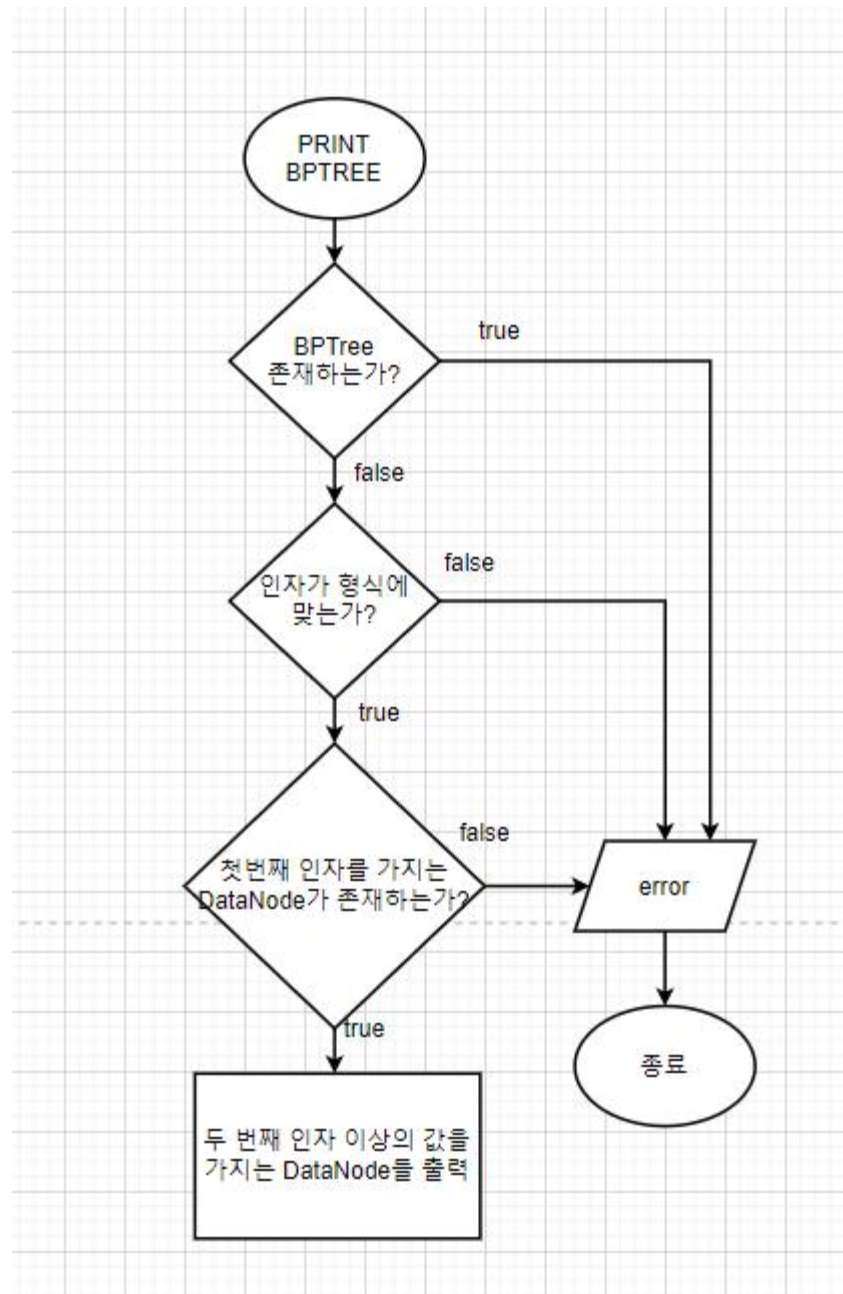 PRINT
BPTREE
BPTree
존재하는가?
true
false
인자가 형식에
맞는가?
false
true
첫번째 인자를 가지는
DataNode가 존재하는가?
false
error
true
종료
두 번째 인자 이상의 값을
가지는 DataNode들 출력